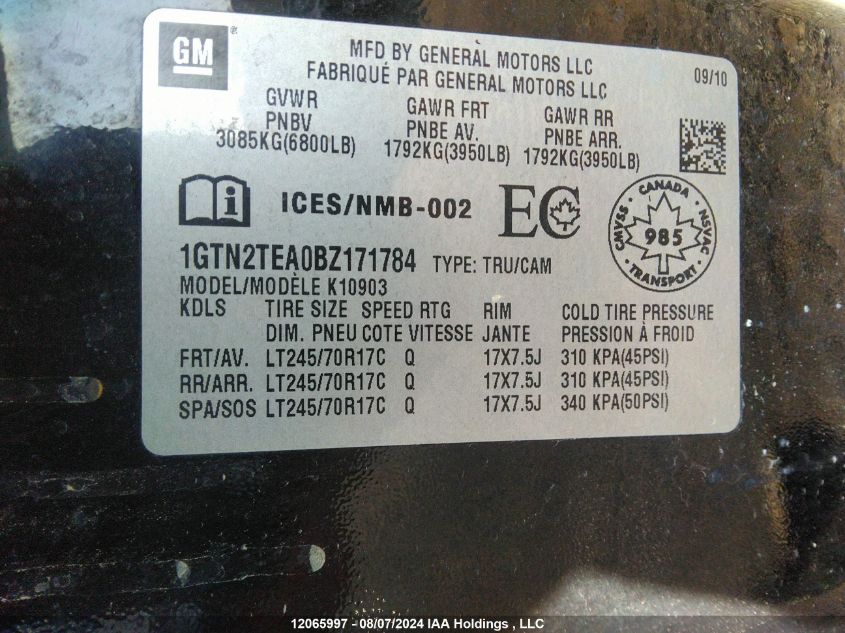 GM®
MFD BY GENERAL MOTORS LLC
FABRIQUÉ PAR GENERAL MOTORS LLC
09/10
GVWR GAWR FRT GAWR RR
PNBV PNBE AV. PNBE ARR.
3085KG(6800LB) 1792KG(3950LB) 1792KG(3950LB)
i ICES/NMB-002 EC
CANADA
CMVSS 985 NSVAC
TRANSPORT
1GTN2TEA0BZ171784 TYPE: TRU/CAM
MODEL/MODÈLE K10903
KDLS TIRE SIZE SPEED RTG RIM COLD TIRE PRESSURE
DIM. PNEU COTE VITESSE JANTE PRESSION À FROID
FRT/AV. LT245/70R17C Q 17X7.5J 310 KPA(45PSI)
RR/ARR. LT245/70R17C Q 17X7.5J 310 KPA(45PSI)
SPA/SOS LT245/70R17C Q 17X7.5J 340 KPA(50PSI)
12065997 - 08/07/2024 IAA Holdings , LLC